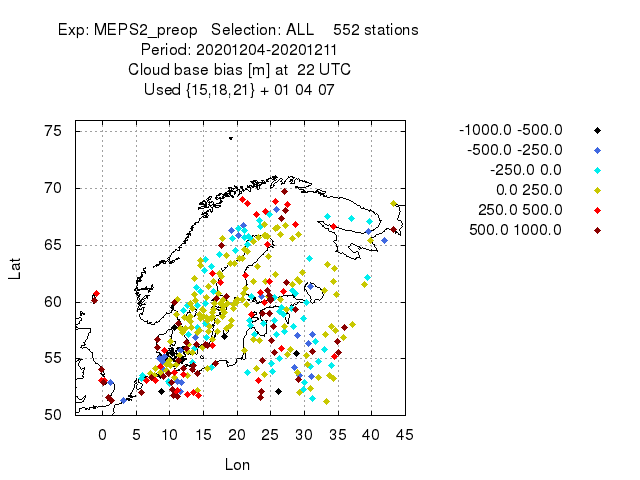 Exp: MEPS2_preop   Selection: ALL    552 stations
Period: 20201204-20201211
Cloud base bias [m] at  22 UTC
Used {15,18,21} + 01 04 07
-1000.0 -500.0
-500.0 -250.0
-250.0 0.0
0.0 250.0
250.0 500.0
500.0 1000.0
75
70
65
60
55
50
Lat
0 5 10 15 20 25 30 35 40 45
Lon